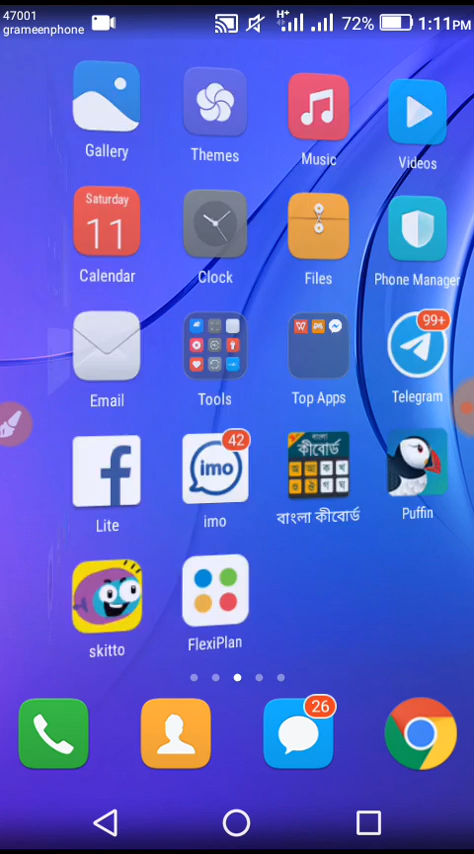 47001
grameenphone
H+
72%
1:11PM
Gallery
Themes
Music
Videos
Saturday
11
Calendar
Clock
Files
Phone Manager
Email
Tools
Top Apps
99+
Telegram
Lite
42
imo
imo
বাংলা
কীবোর্ড
অ আ ক খ
ই ঈ গ ঘ
বাংলা কীবোর্ড
Puffin
skitto
FlexiPlan
26